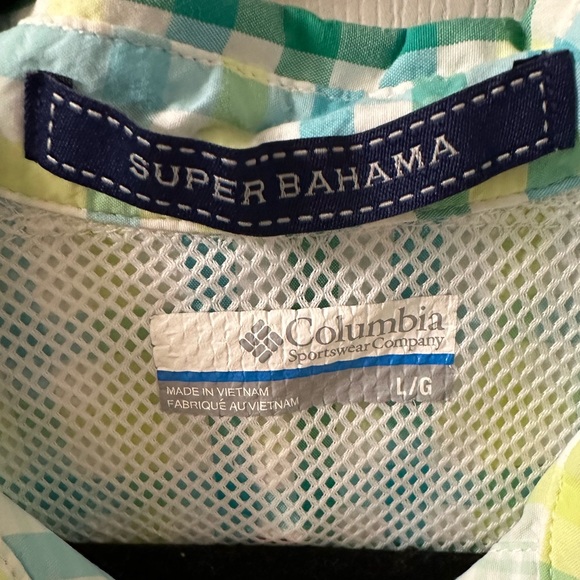 SUPER BAHAMA
Columbia
Sportswear Company
MADE IN VIETNAM
FABRIQUÉ AU VIETNAM
L/G